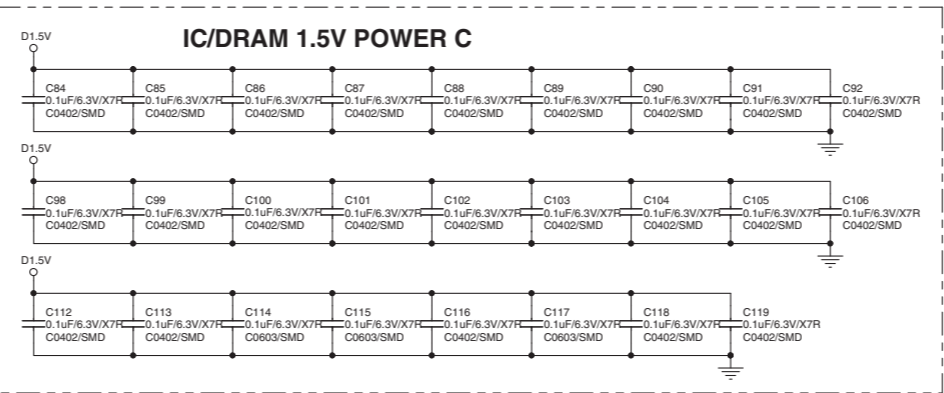 IC/DRAM 1.5V POWER C
D1.5V
C84
0.1uF/6.3V/X7R
C0402/SMD
C85
0.1uF/6.3V/X7R
C0402/SMD
C86
0.1uF/6.3V/X7R
C0402/SMD
C87
0.1uF/6.3V/X7R
C0402/SMD
C88
0.1uF/6.3V/X7R
C0402/SMD
C89
0.1uF/6.3V/X7R
C0402/SMD
C90
0.1uF/6.3V/X7R
C0402/SMD
C91
0.1uF/6.3V/X7R
C0402/SMD
C92
0.1uF/6.3V/X7R
C0402/SMD
D1.5V
C98
0.1uF/6.3V/X7R
C0402/SMD
C99
0.1uF/6.3V/X7R
C0402/SMD
C100
0.1uF/6.3V/X7R
C0402/SMD
C101
0.1uF/6.3V/X7R
C0402/SMD
C102
0.1uF/6.3V/X7R
C0402/SMD
C103
0.1uF/6.3V/X7R
C0402/SMD
C104
0.1uF/6.3V/X7R
C0402/SMD
C105
0.1uF/6.3V/X7R
C0402/SMD
C106
0.1uF/6.3V/X7R
C0402/SMD
D1.5V
C112
0.1uF/6.3V/X7R
C0402/SMD
C113
0.1uF/6.3V/X7R
C0402/SMD
C114
0.1uF/6.3V/X7R
C0603/SMD
C115
0.1uF/6.3V/X7R
C0603/SMD
C116
0.1uF/6.3V/X7R
C0402/SMD
C117
0.1uF/6.3V/X7R
C0603/SMD
C118
0.1uF/6.3V/X7R
C0402/SMD
C119
0.1uF/6.3V/X7R
C0402/SMD